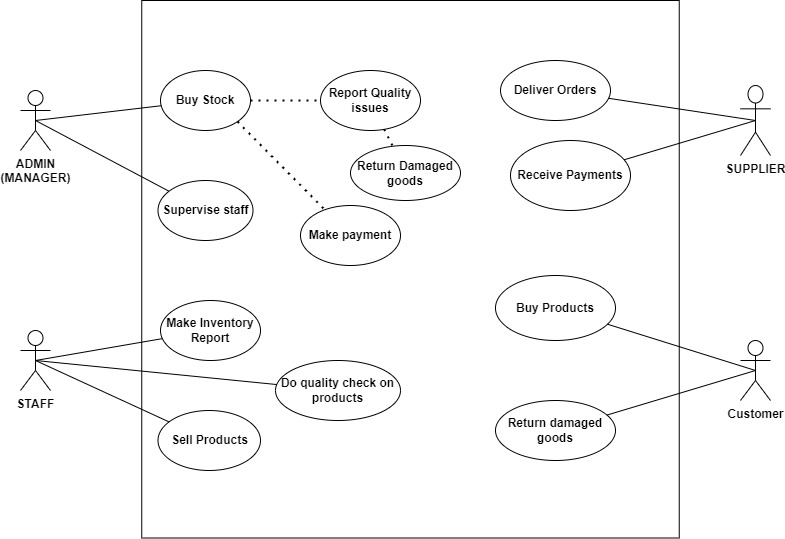 Buy Stock
Report Quality
issues
Deliver Orders
ADMIN
(MANAGER)
SUPPLIER
Return Damaged
goods
Receive Payments
Supervise staff
Make payment
Buy Products
Make Inventory
Report
Do quality check on
products
STAFF
Customer
Sell Products
Return damaged
goods